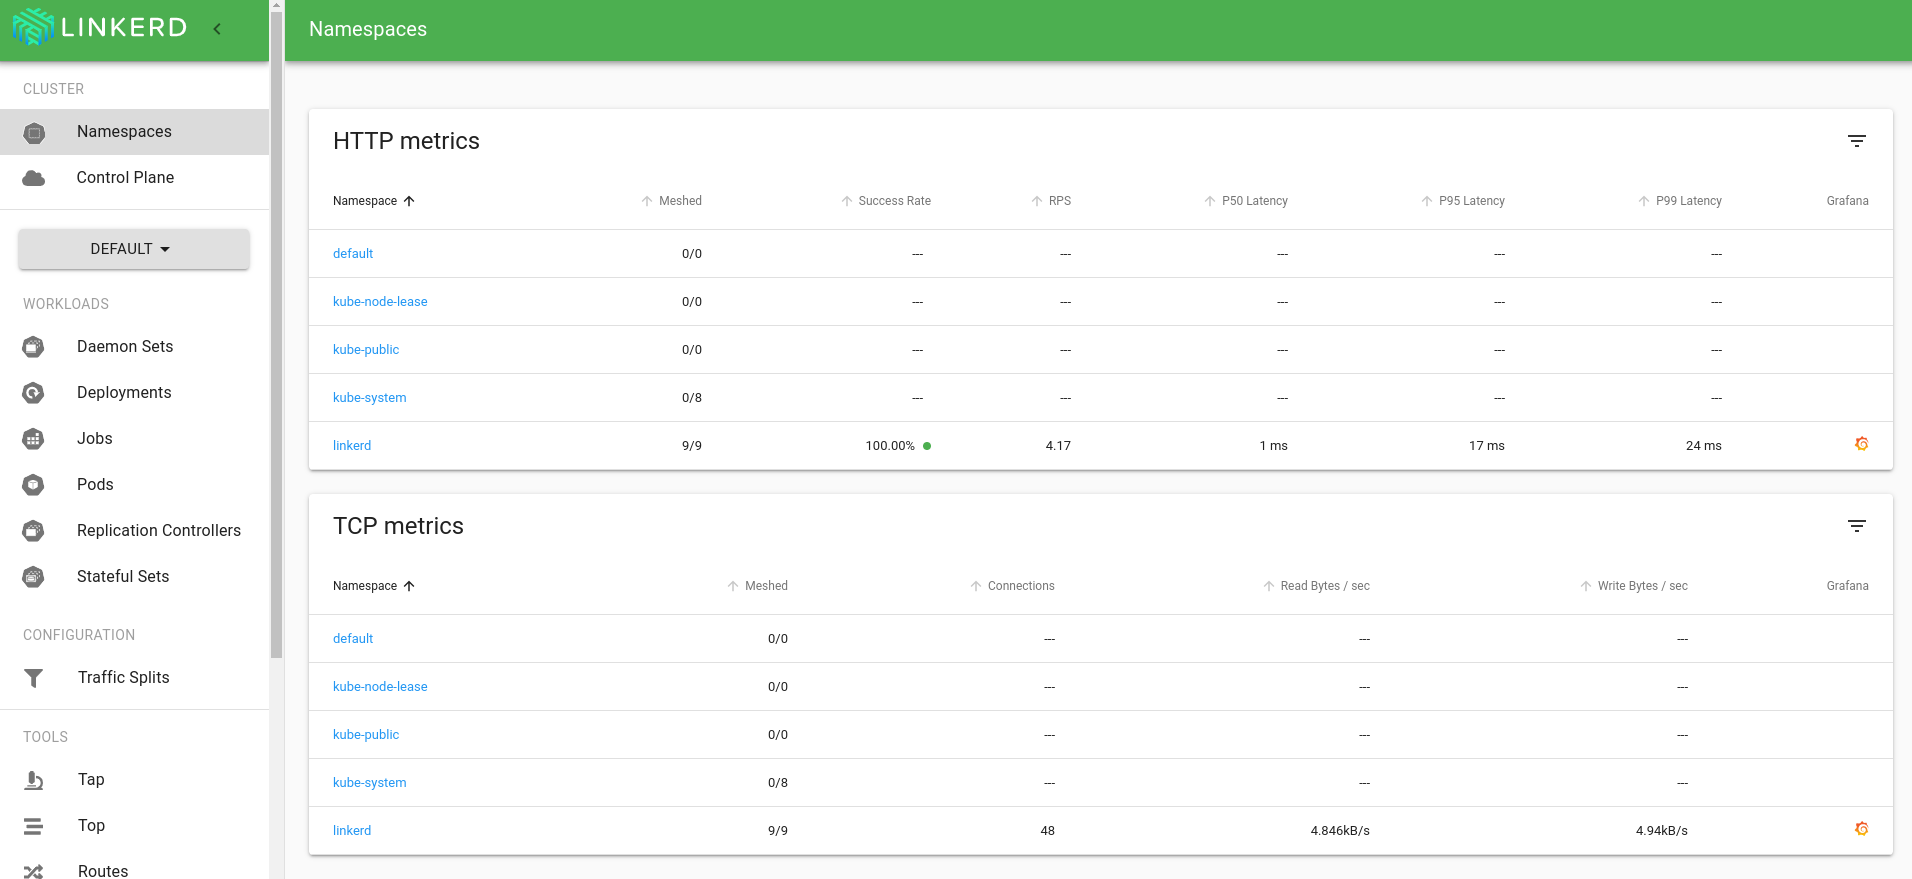 LINKERD
Namespaces
CLUSTER
Namespaces
Control Plane
DEFAULT
WORKLOADS
Daemon Sets
Deployments
Jobs
Pods
Replication Controllers
Stateful Sets
CONFIGURATION
Traffic Splits
TOOLS
Tap
Top
Routes
HTTP metrics
Namespace Meshed Success Rate RPS P50 Latency P95 Latency P99 Latency Grafana
default 0/0 --- --- --- --- ---
kube-node-lease 0/0 --- --- --- --- ---
kube-public 0/0 --- --- --- --- ---
kube-system 0/8 --- --- --- --- ---
linkerd 9/9 100.00% 4.17 1 ms 17 ms 24 ms
TCP metrics
Namespace Meshed Connections Read Bytes / sec Write Bytes / sec Grafana
default 0/0 --- --- ---
kube-node-lease 0/0 --- --- ---
kube-public 0/0 --- --- ---
kube-system 0/8 --- --- ---
linkerd 9/9 48 4.846kB/s 4.94kB/s